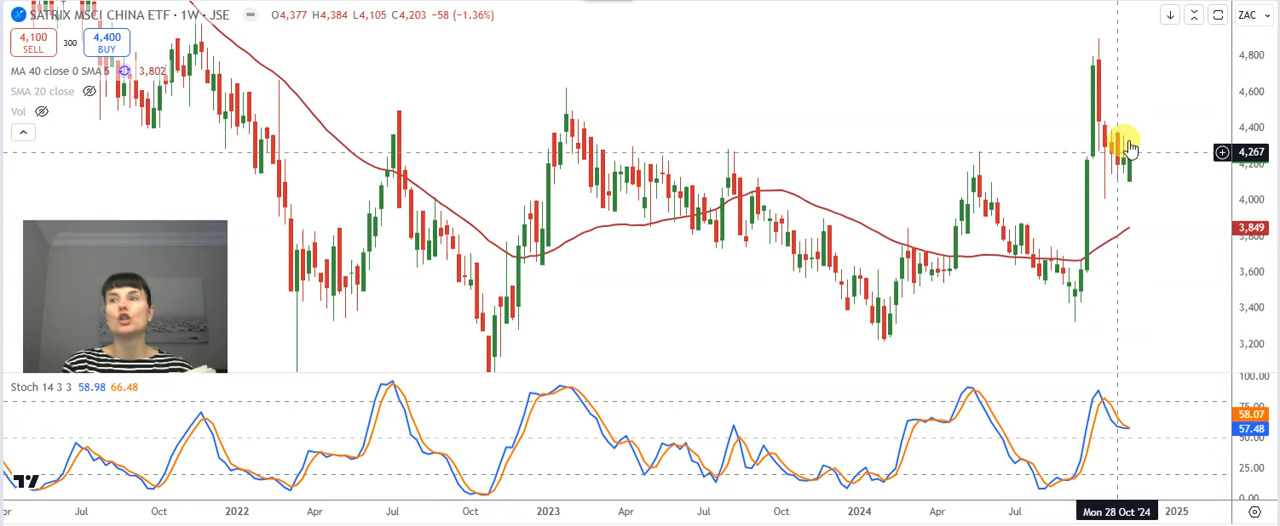 SATRIX MSCI CHINA ETF · 1W · JSE O4,377 H4,384 L4,105 C4,203 −58 (−1.36%)
ZAC
4,100 SELL 300 4,400 BUY
MA 40 close 0 SMA 5 3,802
SMA 20 close
Vol
4,800
4,600
4,400
4,267
4,200
4,000
3,849
3,800
3,600
3,400
3,200
Stoch 14 3 3 58.98 66.48
100.00
75.00
58.07
57.48
50.00
25.00
0.00
Jul Oct 2022 Apr Jul Oct 2023 Apr Jul Oct 2024 Apr Jul Mon 28 Oct '24 2025